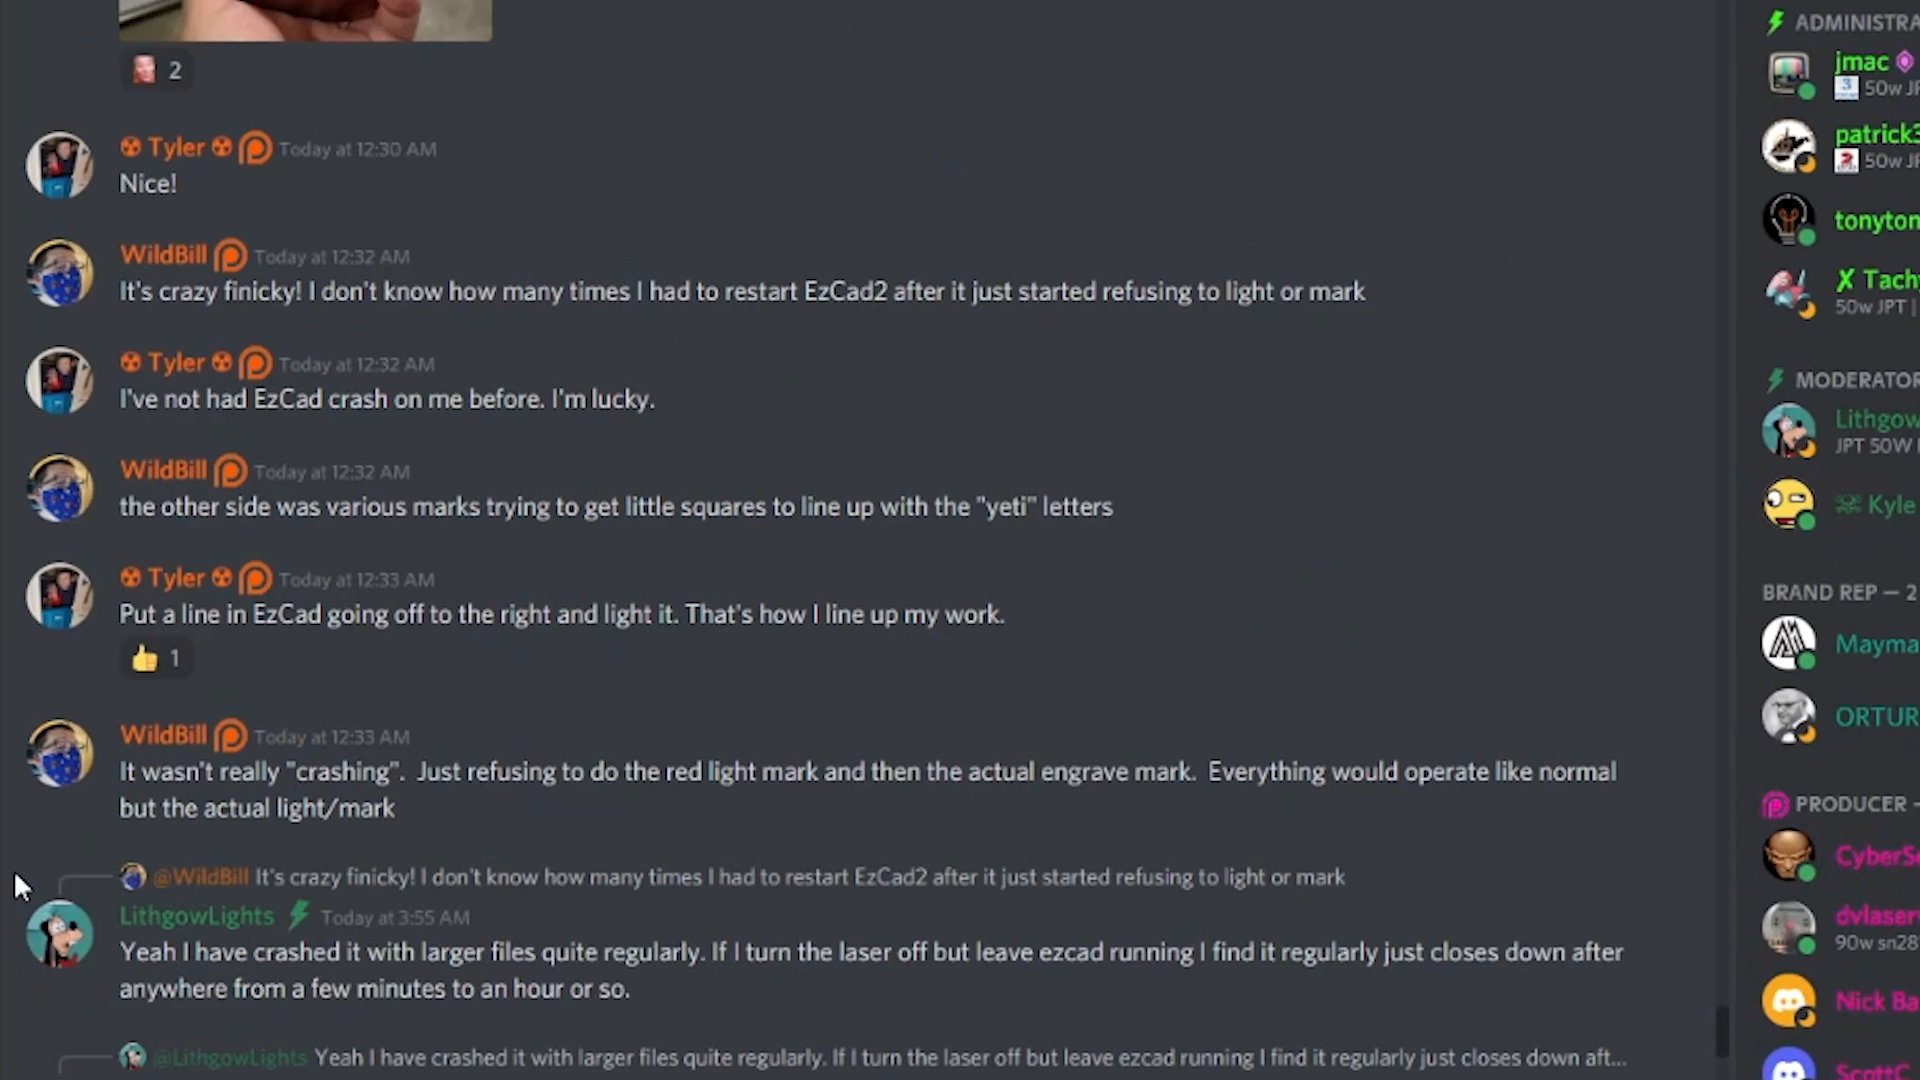 2
Tyler Today at 12:30 AM
Nice!
WildBill Today at 12:32 AM
It's crazy finicky! I don't know how many times I had to restart EzCad2 after it just started refusing to light or mark
Tyler Today at 12:32 AM
I've not had EzCad crash on me before. I'm lucky.
WildBill Today at 12:32 AM
the other side was various marks trying to get little squares to line up with the "yeti" letters
Tyler Today at 12:33 AM
Put a line in EzCad going off to the right and light it. That's how I line up my work.
1
WildBill Today at 12:33 AM
It wasn't really "crashing".  Just refusing to do the red light mark and then the actual engrave mark.  Everything would operate like normal
but the actual light/mark
@WildBill It's crazy finicky! I don't know how many times I had to restart EzCad2 after it just started refusing to light or mark
LithgowLights Today at 3:55 AM
Yeah I have crashed it with larger files quite regularly. If I turn the laser off but leave ezcad running I find it regularly just closes down after
anywhere from a few minutes to an hour or so.
@LithgowLights Yeah I have crashed it with larger files quite regularly. If I turn the laser off but leave ezcad running I find it regularly just closes down aft...
ADMINISTRA
jmac
3 50w JP
patrick3
50w JP
tonyton
X Tachy
50w JPT |
MODERATOR
Lithgow
JPT 50W
Kyle
BRAND REP — 2
Mayma
ORTUR
PRODUCER —
CyberSe
dvlaser
90w sn28
Nick Ba
ScottC